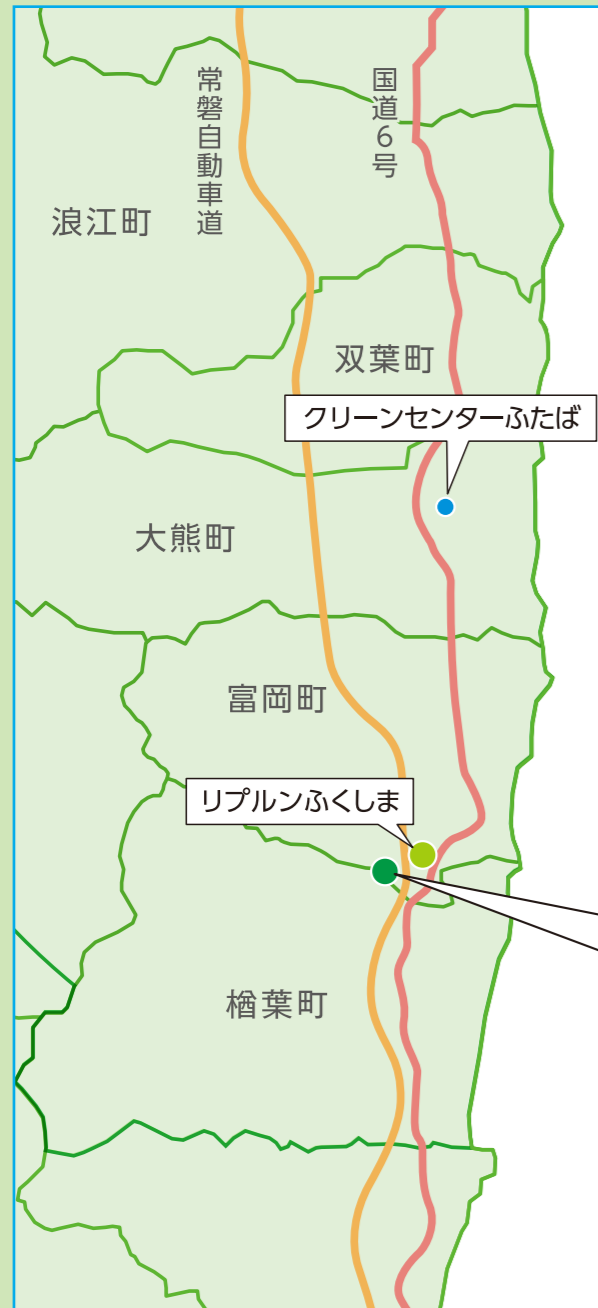 常磐自動車道
国道6号
浪江町
双葉町
クリーンセンターふたば
大熊町
富岡町
リプルンふくしま
楢葉町